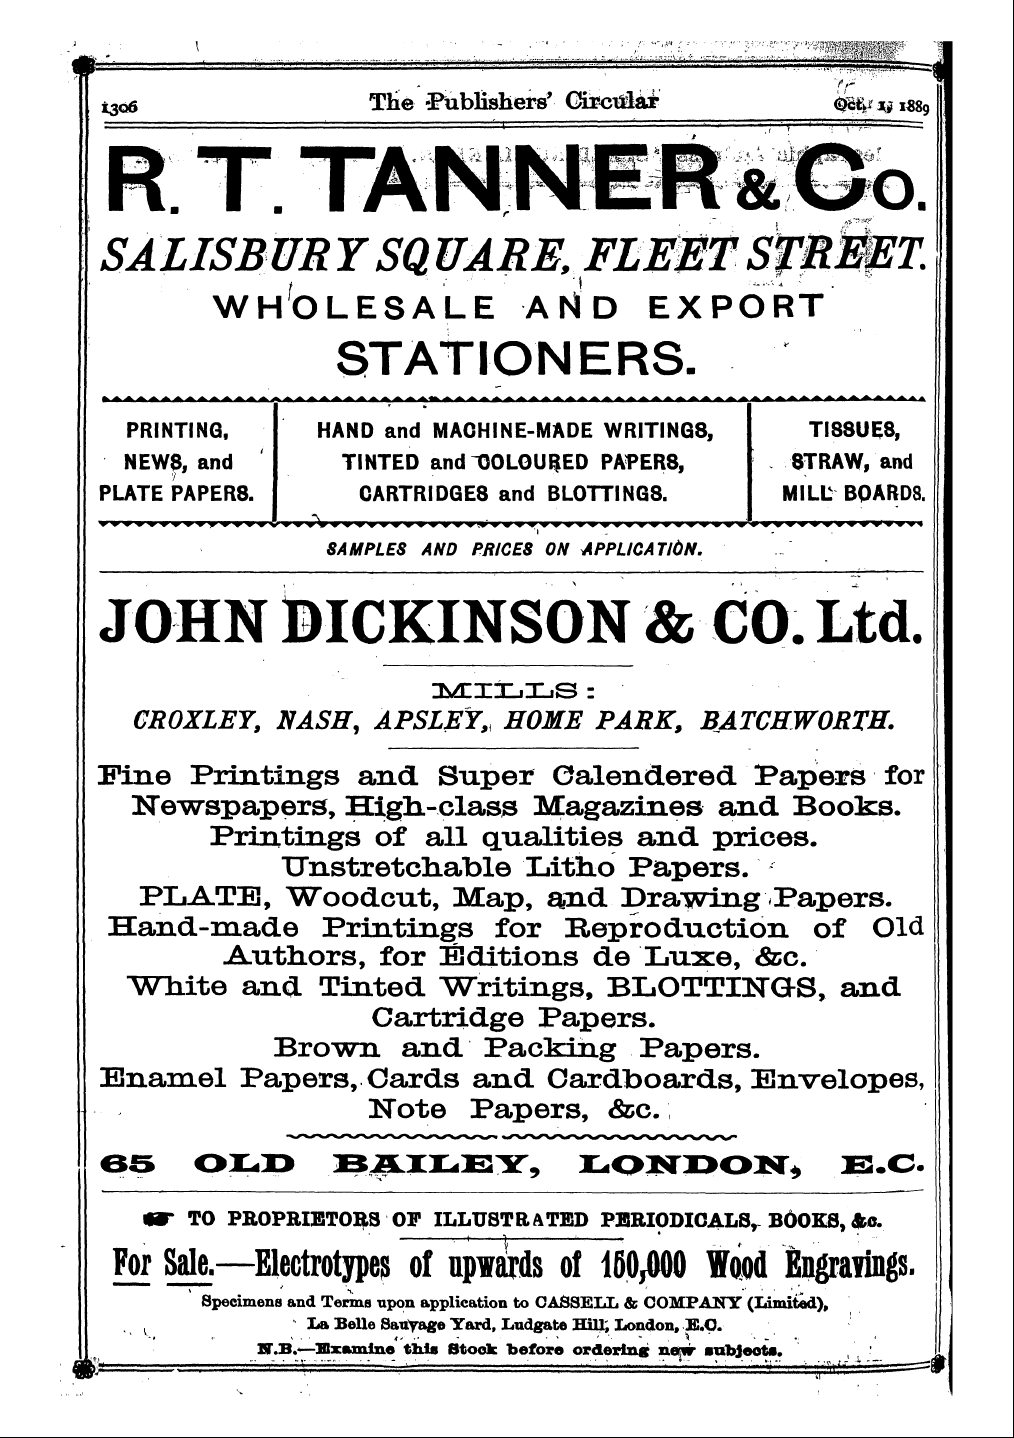 1306 The Publishers' Circular Oct. 1, 1889
R. T. TANNER & Co.
SALISBURY SQUARE, FLEET STREET.
WHOLESALE AND EXPORT
STATIONERS.
PRINTING,
NEWS, and
PLATE PAPERS.
HAND and MACHINE-MADE WRITINGS,
TINTED and COLOURED PAPERS,
CARTRIDGES and BLOTTINGS.
TISSUES,
STRAW, and
MILL BOARDS.
SAMPLES AND PRICES ON APPLICATION.
JOHN DICKINSON & CO. Ltd.
MILLS:
CROXLEY, NASH, APSLEY, HOME PARK, BATCHWORTH.
Fine Printings and Super Calendered Papers for
Newspapers, High-class Magazines and Books.
Printings of all qualities and prices.
Unstretchable Litho Papers.
PLATE, Woodcut, Map, and Drawing Papers.
Hand-made Printings for Reproduction of Old
Authors, for Editions de Luxe, &c.
White and Tinted Writings, BLOTTINGS, and
Cartridge Papers.
Brown and Packing Papers.
Enamel Papers, Cards and Cardboards, Envelopes,
Note Papers, &c.
65 OLD BAILEY, LONDON, E.C.
☛ TO PROPRIETORS OF ILLUSTRATED PERIODICALS, BOOKS, &c.
For Sale.—Electrotypes of upwards of 150,000 Wood Engravings.
Specimens and Terms upon application to CASSELL & COMPANY (Limited),
La Belle Sauvage Yard, Ludgate Hill, London, E.C.
N.B.—Examine this Stock before ordering new subjects.